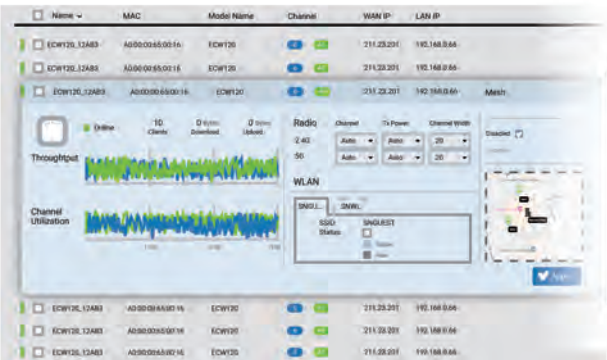 Name MAC Model Name Channel WAN IP LAN IP
ECW120_12AB3 A0:00:00:65:00:16 ECW120 211.23.201 192.168.0.66
ECW120_12AB3 A0:00:00:65:00:16 ECW120 211.23.201 192.168.0.66
ECW120_12AB3 A0:00:00:65:00:16 ECW120 211.23.201 192.168.0.66 Mesh
Online 10 Clients 0 Bytes Download 0 Bytes Upload
Radio Channel Tx Power Channel Width
2.4G Auto Auto 20
5G Auto Auto 20
Disabled
Throughtput
WLAN
SNGU... SNWL
SSID SNGUEST
Status
Channel
Utilization
Apply
ECW120_12AB3 A0:00:00:65:00:16 ECW120 211.23.201 192.168.0.66
ECW120_12AB3 A0:00:00:65:00:16 ECW120 211.23.201 192.168.0.66
ECW120_12AB3 A0:00:00:65:00:16 ECW120 211.23.201 192.168.0.66